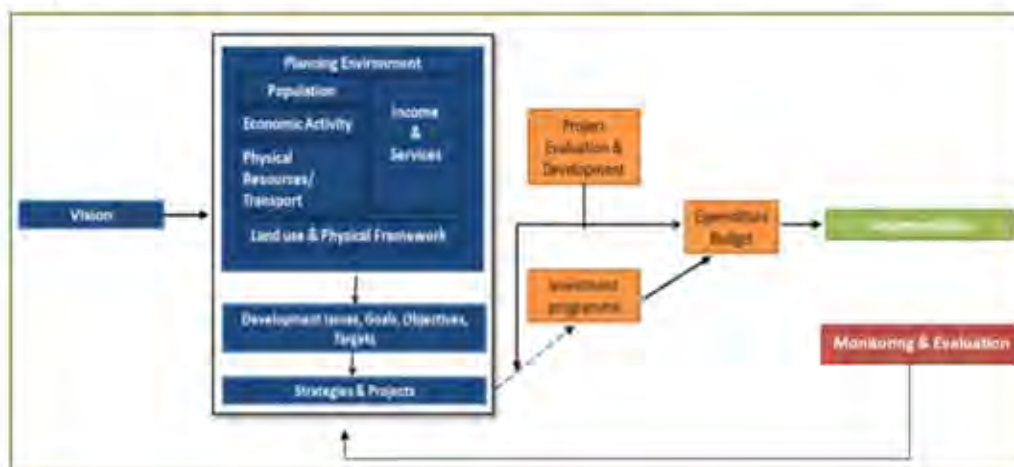 Planning Environment
Population
Economic Activity
Physical
Resources/
Transport
Income
&
Services
Land use & Physical Framework
Vision
Development Issues, Goals, Objectives,
Targets
Strategies & Projects
Project
Evaluation &
Development
Investment
programme
Expenditure
Budget
Monitoring & Evaluation